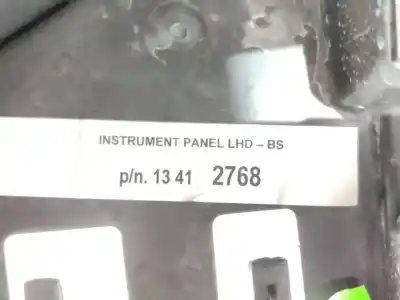 INSTRUMENT PANEL LHD – BS
p/n. 13 41 2768